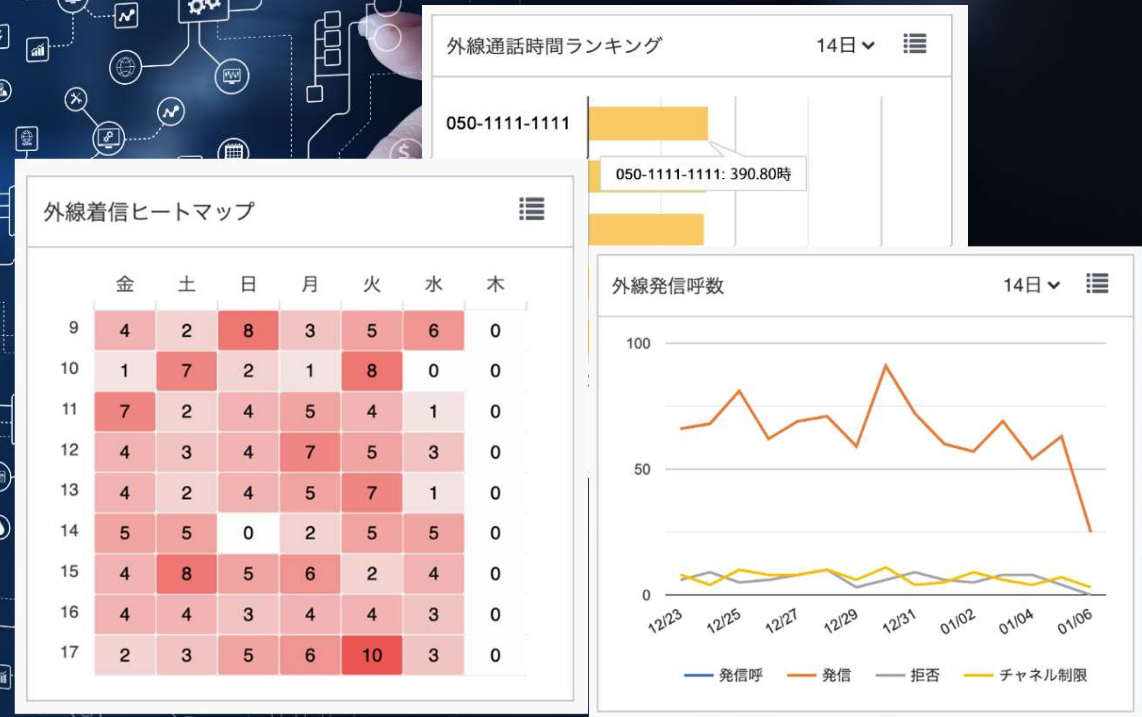 外線通話時間ランキング 14日
050-1111-1111
050-1111-1111: 390.80時
外線着信ヒートマップ
金 土 日 月 火 水 木
9 4 2 8 3 5 6 0
10 1 7 2 1 8 0 0
11 7 2 4 5 4 1 0
12 4 3 4 7 5 3 0
13 4 2 4 5 7 1 0
14 5 5 0 2 5 5 0
15 4 8 5 6 2 4 0
16 4 4 3 4 4 3 0
17 2 3 5 6 10 3 0
外線発信呼数 14日
100
50
0
12/23 12/25 12/27 12/29 12/31 01/02 01/04 01/06
発信呼 発信 拒否 チャネル制限